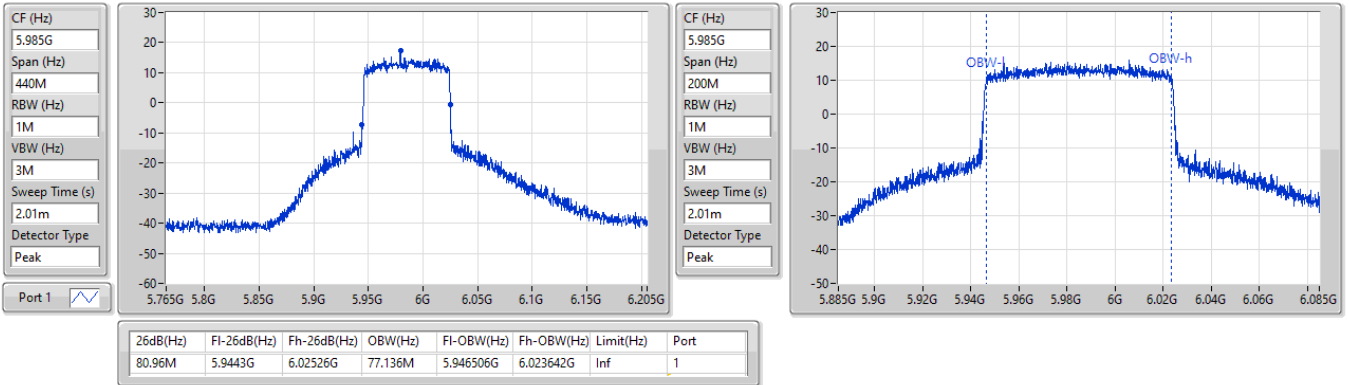 CF (Hz)
5.985G
Span (Hz)
440M
RBW (Hz)
1M
VBW (Hz)
3M
Sweep Time (s)
2.01m
Detector Type
Peak
Port 1
30-
20-
10-
0-
-10-
-20-
-30-
-40-
-50-
-60-
5.765G 5.8G 5.85G 5.9G 5.95G 6G 6.05G 6.1G 6.15G 6.205G
CF (Hz)
5.985G
Span (Hz)
200M
RBW (Hz)
1M
VBW (Hz)
3M
Sweep Time (s)
2.01m
Detector Type
Peak
30-
20-
10-
0-
-10-
-20-
-30-
-40-
-50-
OBW-l OBW-h
5.885G 5.9G 5.92G 5.94G 5.96G 5.98G 6G 6.02G 6.04G 6.06G 6.085G
26dB(Hz) Fl-26dB(Hz) Fh-26dB(Hz) OBW(Hz) Fl-OBW(Hz) Fh-OBW(Hz) Limit(Hz) Port
80.96M 5.9443G 6.02526G 77.136M 5.946506G 6.023642G Inf 1